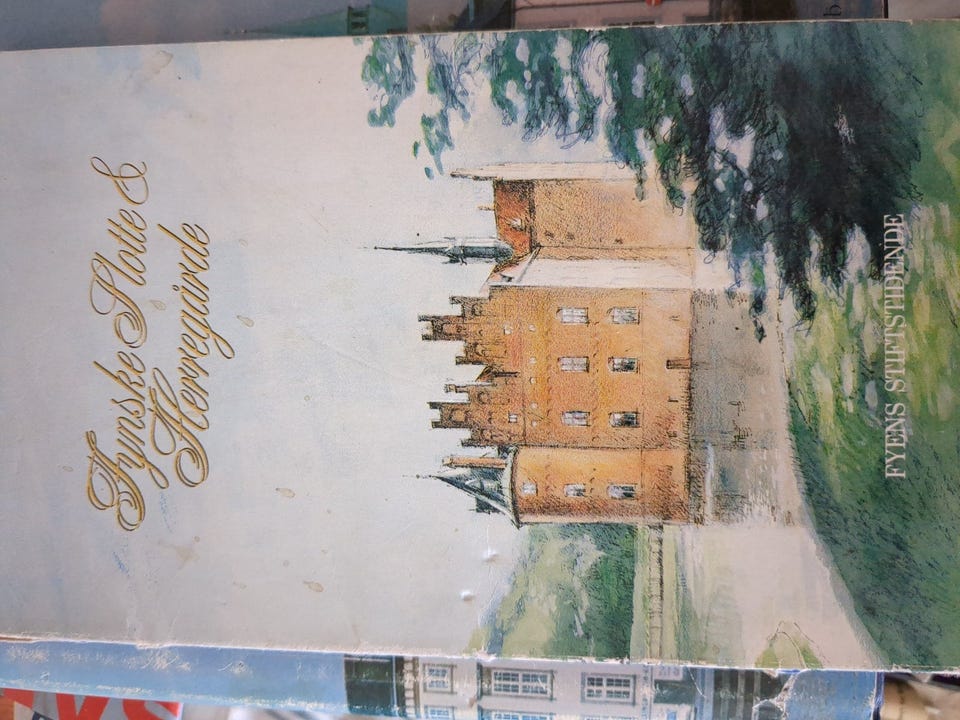 Fynske Slotte &
Herregårde
FYENS STIFTSTIDENDE